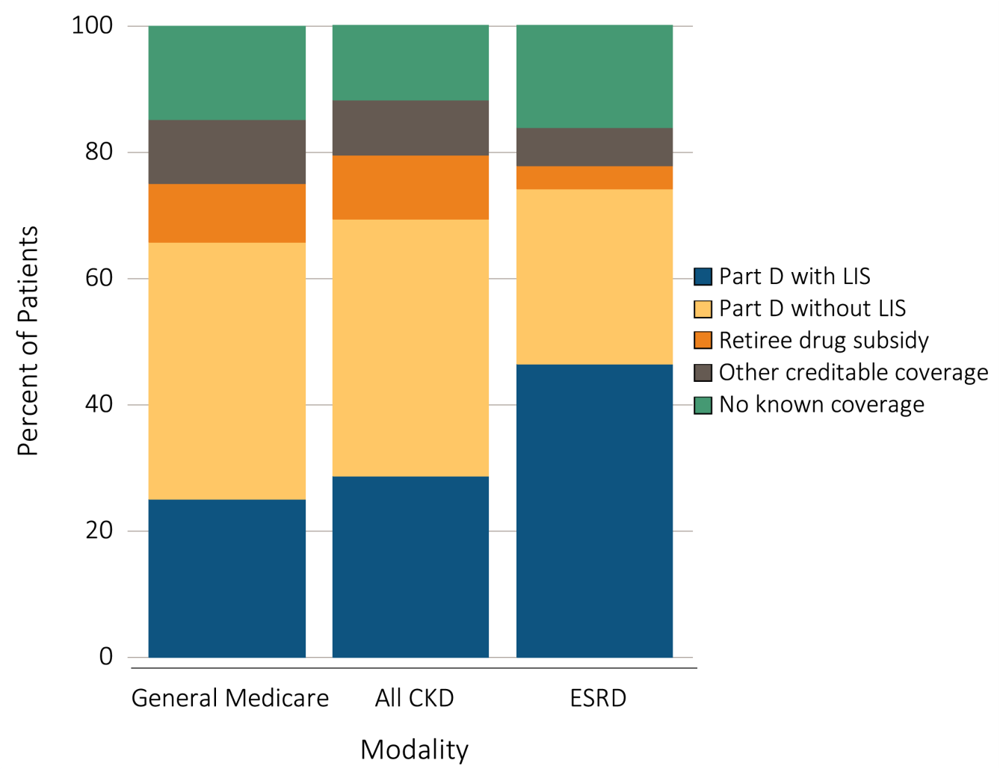 100
80
60
40
20
0
Percent of Patients
General Medicare
All CKD
ESRD
Modality
Part D with LIS
Part D without LIS
Retiree drug subsidy
Other creditable coverage
No known coverage